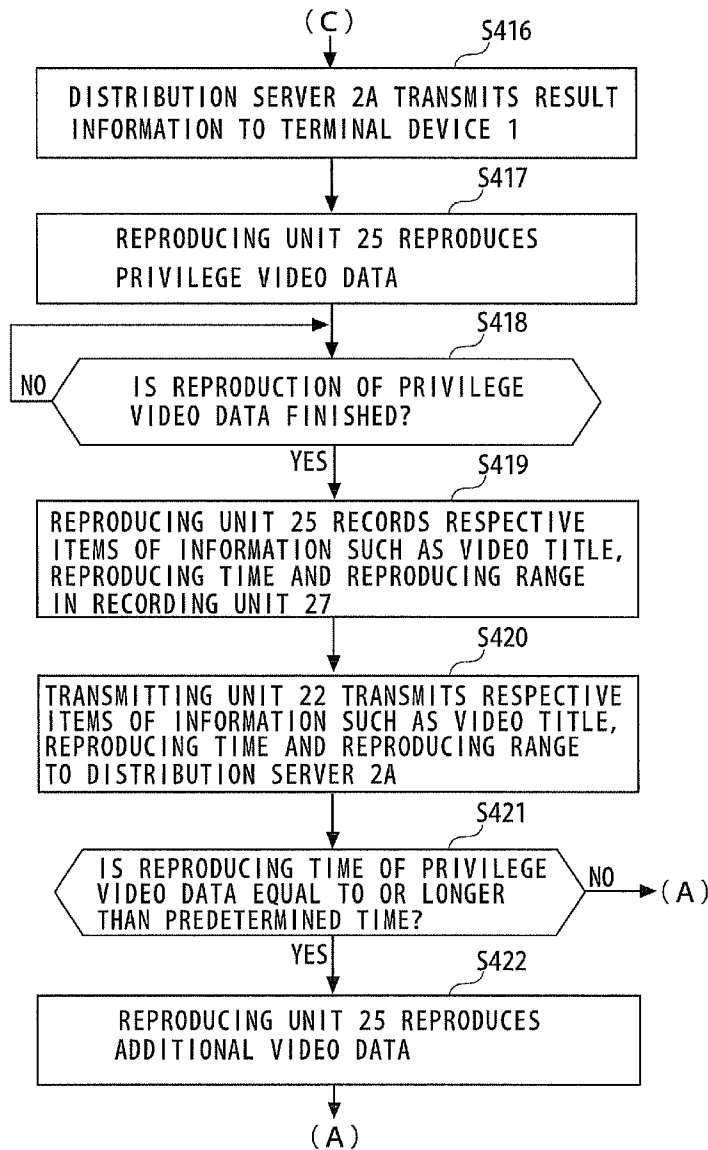 (C)
S416
DISTRIBUTION SERVER 2A TRANSMITS RESULT
INFORMATION TO TERMINAL DEVICE 1
S417
REPRODUCING UNIT 25 REPRODUCES
PRIVILEGE VIDEO DATA
S418
NO
IS REPRODUCTION OF PRIVILEGE
VIDEO DATA FINISHED?
YES
S419
REPRODUCING UNIT 25 RECORDS RESPECTIVE
ITEMS OF INFORMATION SUCH AS VIDEO TITLE,
REPRODUCING TIME AND REPRODUCING RANGE
IN RECORDING UNIT 27
S420
TRANSMITTING UNIT 22 TRANSMITS RESPECTIVE
ITEMS OF INFORMATION SUCH AS VIDEO TITLE,
REPRODUCING TIME AND REPRODUCING RANGE
TO DISTRIBUTION SERVER 2A
S421
IS REPRODUCING TIME OF PRIVILEGE
VIDEO DATA EQUAL TO OR LONGER
THAN PREDETERMINED TIME?
NO
(A)
YES
S422
REPRODUCING UNIT 25 REPRODUCES
ADDITIONAL VIDEO DATA
(A)